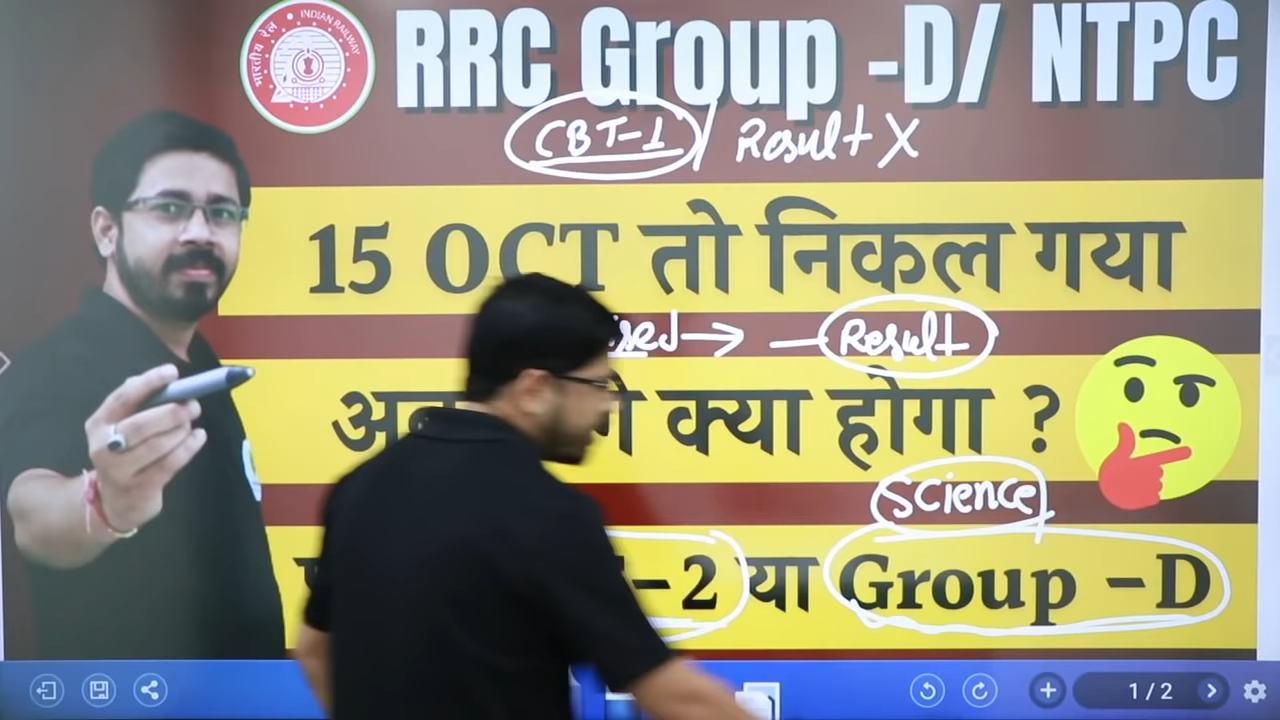 भारतीय रेल INDIAN RAILWAY
RRC Group -D/ NTPC
CBT-1 / Result X
15 OCT तो निकल गया
→ — Result
क्या होगा ?
Science
-2 या Group -D
1 / 2